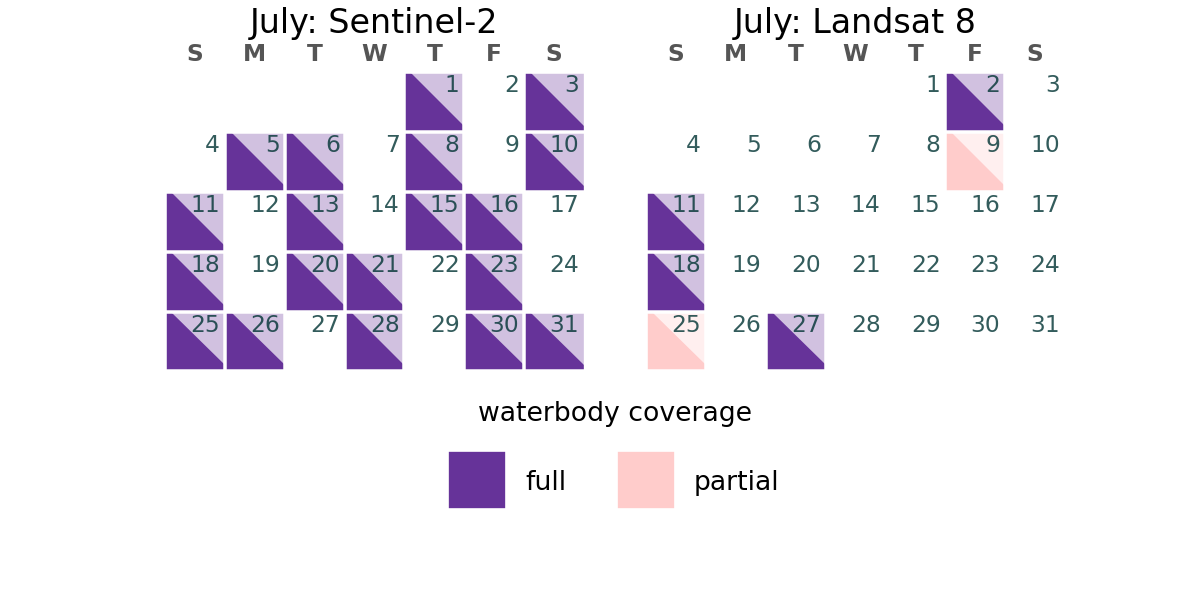 July: Sentinel-2
S M T W T F S
1 2 3
4 5 6 7 8 9 10
11 12 13 14 15 16 17
18 19 20 21 22 23 24
25 26 27 28 29 30 31
July: Landsat 8
S M T W T F S
1 2 3
4 5 6 7 8 9 10
11 12 13 14 15 16 17
18 19 20 21 22 23 24
25 26 27 28 29 30 31
waterbody coverage
full partial